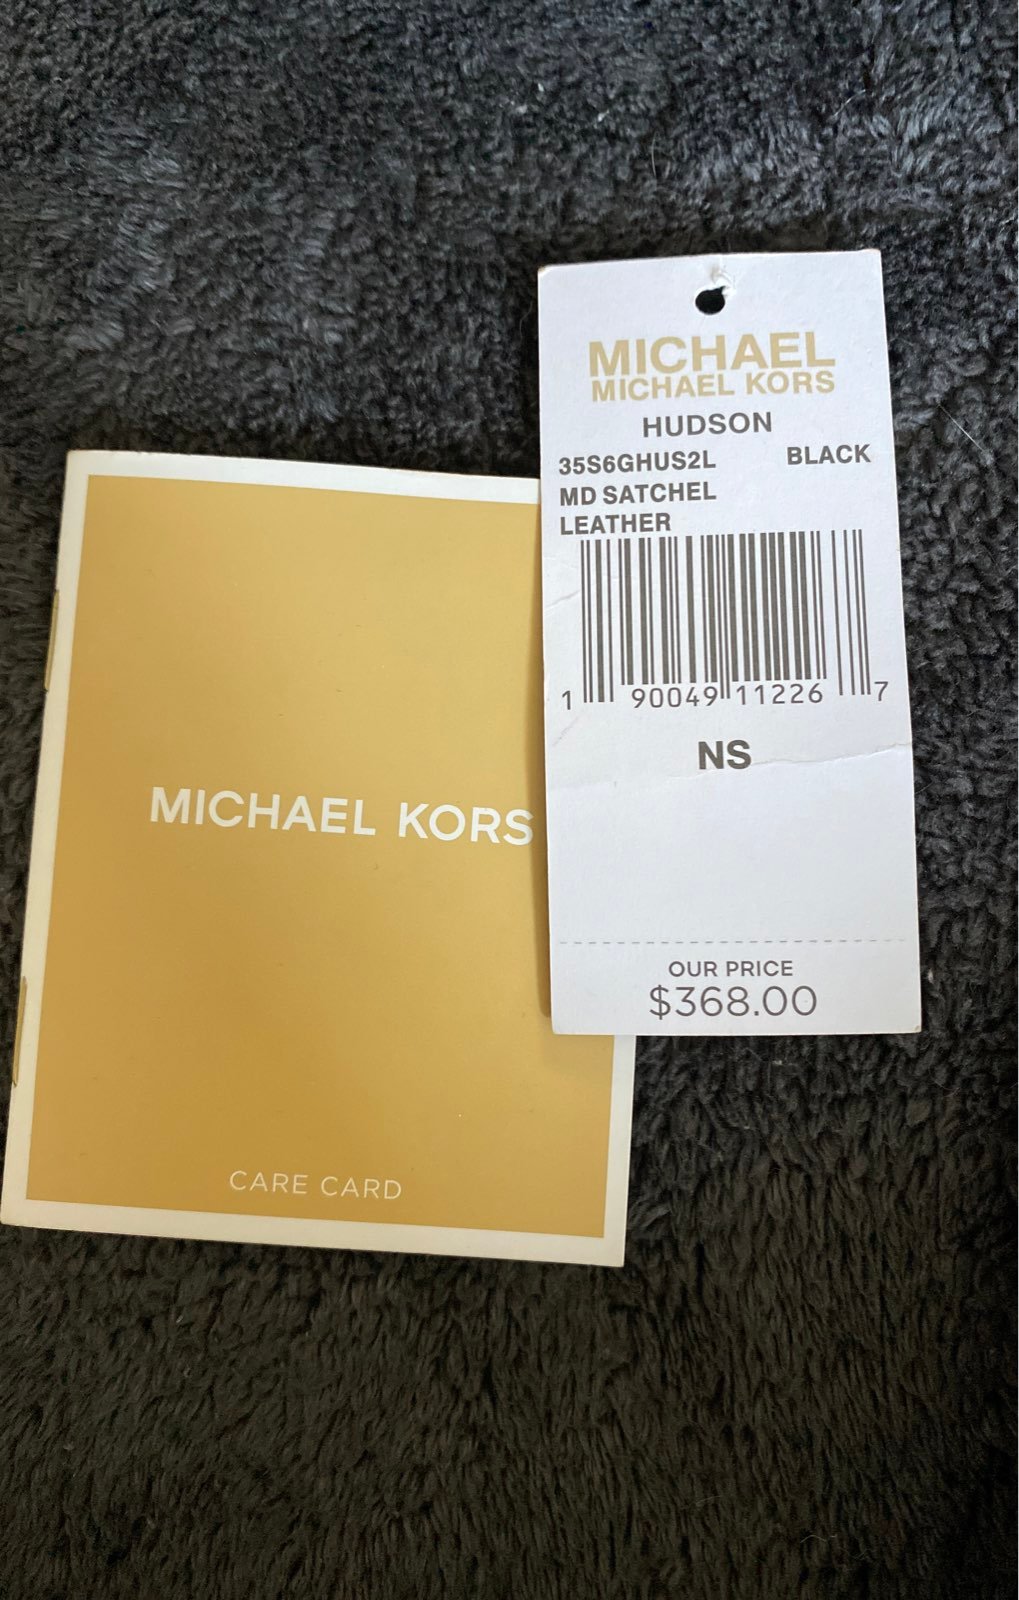 MICHAEL
MICHAEL KORS
HUDSON
35S6GHUS2L BLACK
MD SATCHEL
LEATHER
1 90049 11226 7
NS
OUR PRICE
$368.00
MICHAEL KORS
CARE CARD